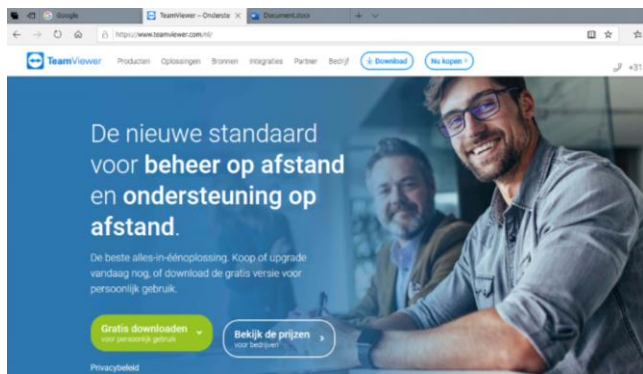 Google
TeamViewer – Onderste
Document.docx
https://www.teamviewer.com/nl/
TeamViewer
Producten Oplossingen Bronnen Integraties Partner Bedrijf Download Nu kopen >
+31
De nieuwe standaard
voor beheer op afstand
en ondersteuning op
afstand.
De beste alles-in-éénoplossing. Koop of upgrade
vandaag nog, of download de gratis versie voor
persoonlijk gebruik.
Gratis downloaden
voor persoonlijk gebruik
Bekijk de prijzen
voor bedrijven
Privacybeleid